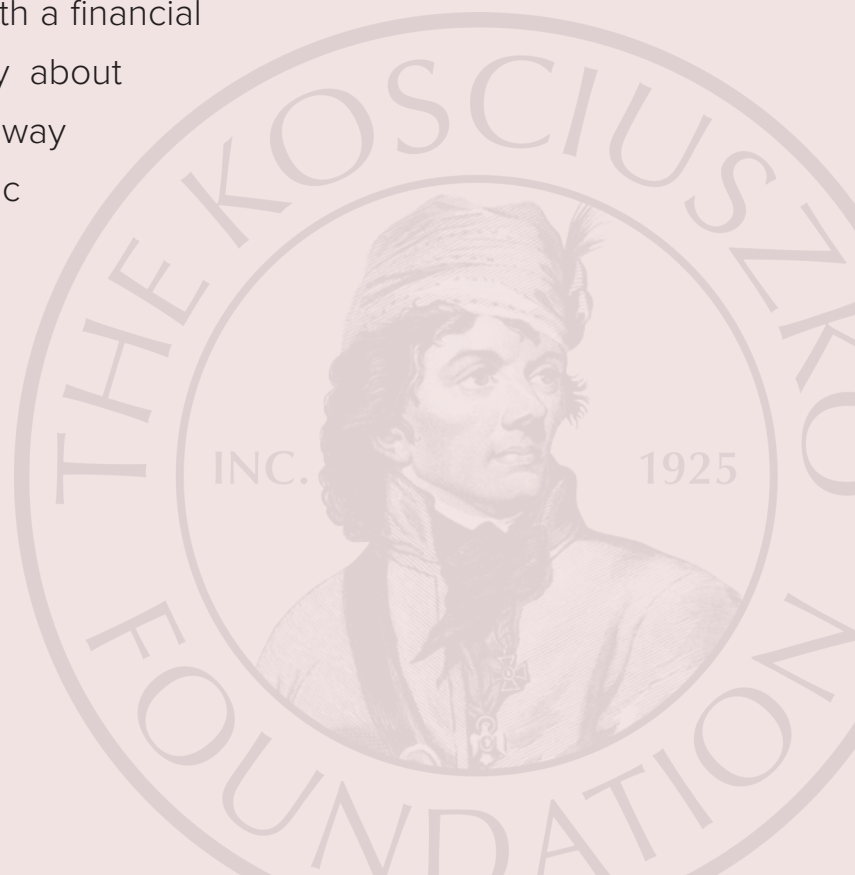 th a financial
y about
way
c
THE KOSCIUSZKO
INC. 1925
FOUNDATION